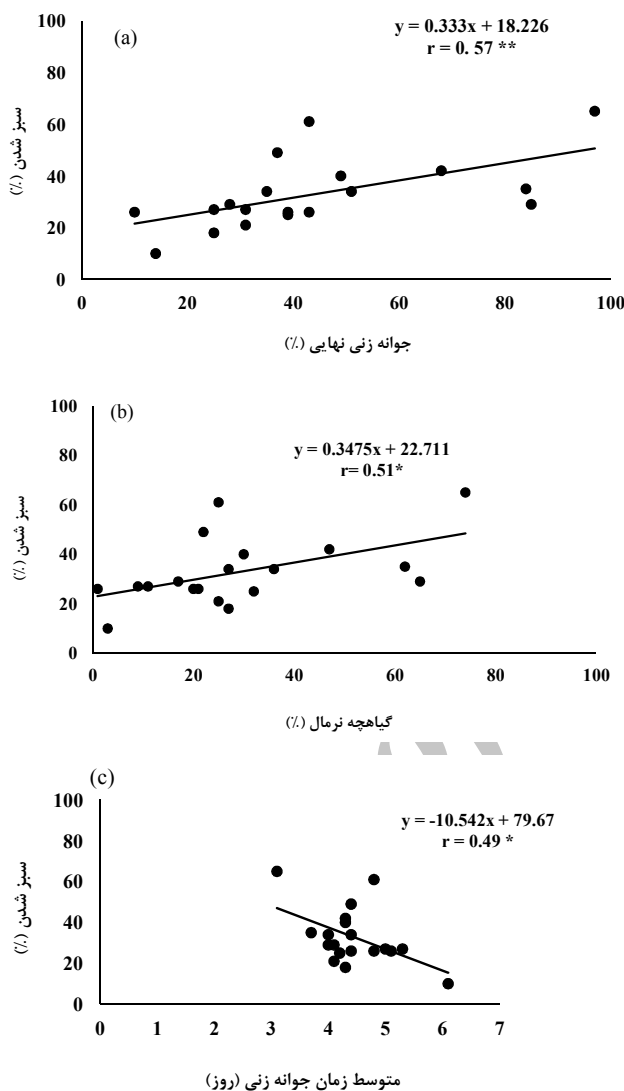 (a)
y = 0.333x + 18.226
r = 0. 57 **
100
80
60
40
20
0
سبز شدن (٪)
0 20 40 60 80 100
جوانه زنی نهایی (٪)
(b)
y = 0.3475x + 22.711
r= 0.51*
100
80
60
40
20
0
سبز شدن (٪)
0 20 40 60 80 100
گیاهچه نرمال (٪)
(c)
y = -10.542x + 79.67
r = 0.49 *
100
80
60
40
20
0
سبز شدن (٪)
0 1 2 3 4 5 6 7
متوسط زمان جوانه زنی (روز)